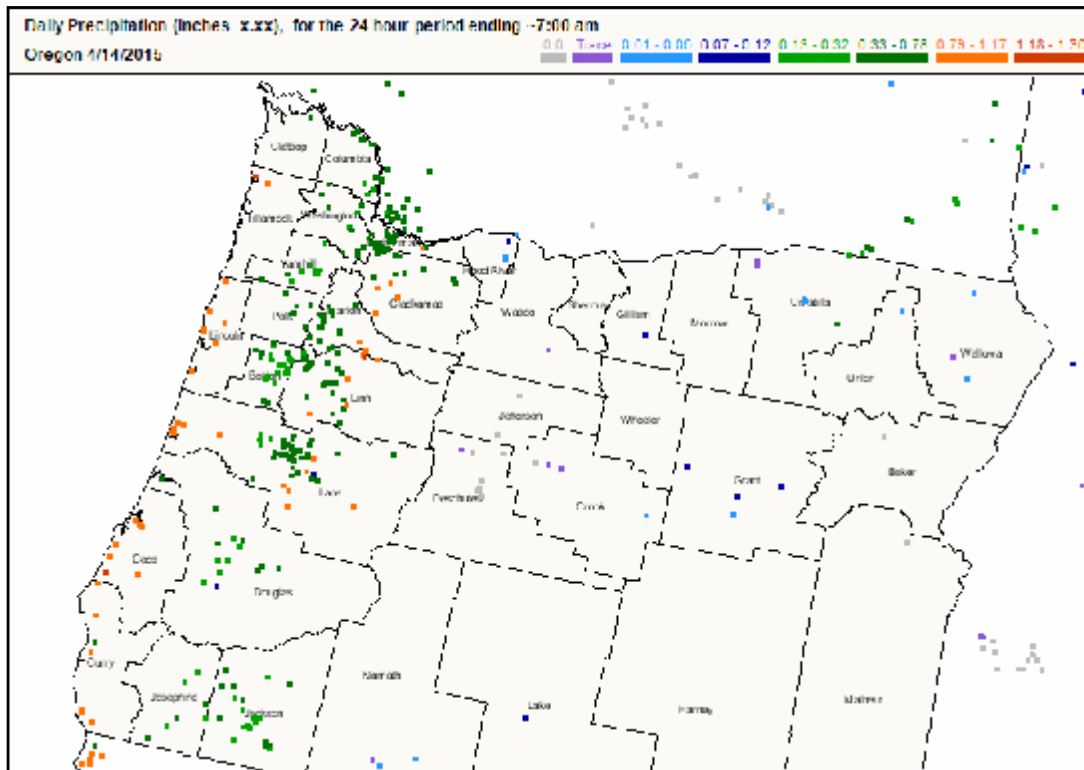 Daily Precipitation (inches x.xx), for the 24 hour period ending ~7:00 am
Oregon 4/14/2015
0.0 Trace 0.01 - 0.06 0.07 - 0.12 0.13 - 0.32 0.33 - 0.78 0.79 - 1.17 1.18 - 1.30
Clatsop
Columbia
Tillamook
Washington
Yamhill
Hood River
Clackamas
Wasco
Sherman
Gilliam
Morrow
Umatilla
Wallowa
Union
Polk
Marion
Lincoln
Benton
Linn
Jefferson
Wheeler
Baker
Grant
Lane
Deschutes
Crook
Coos
Douglas
Curry
Josephine
Jackson
Klamath
Lake
Harney
Malheur